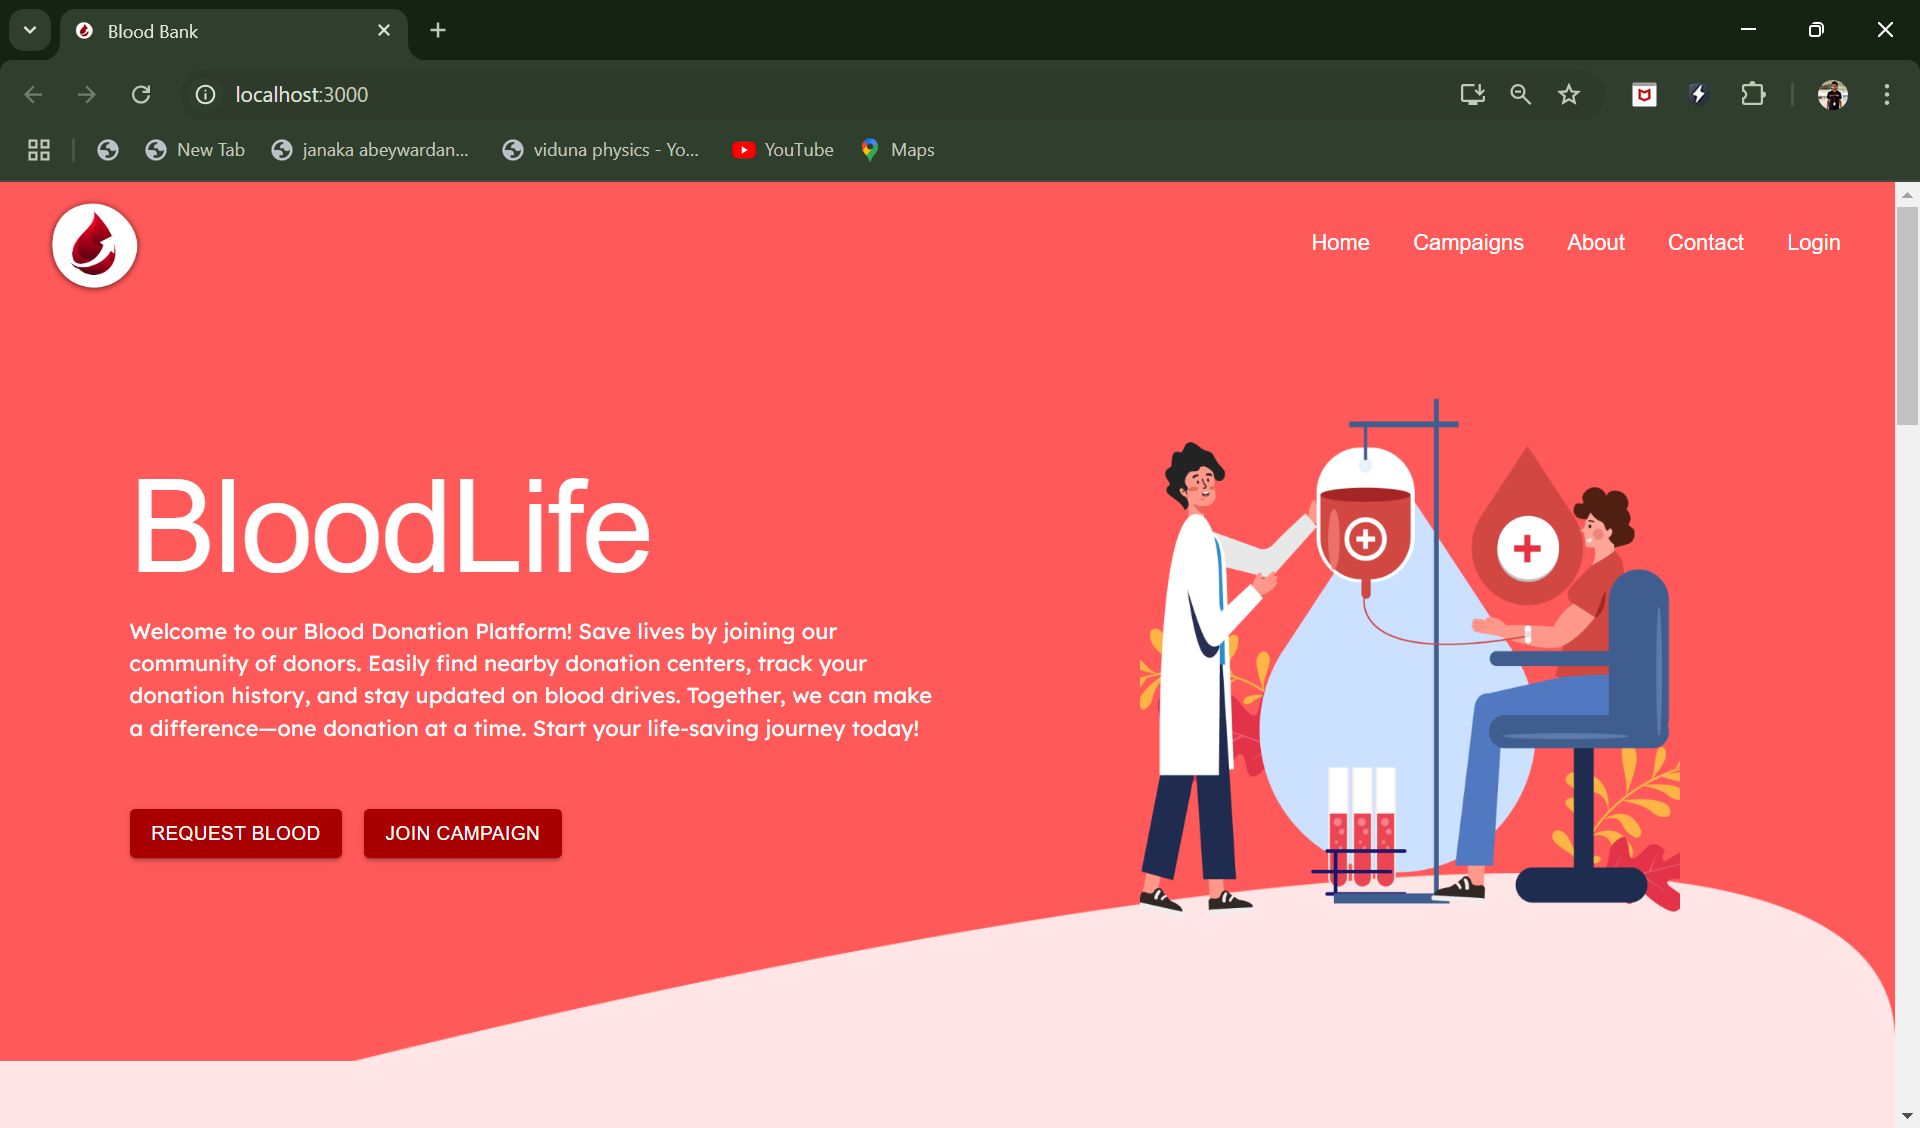 Blood Bank
localhost:3000
New Tab
janaka abeywardan...
viduna physics - Yo...
YouTube
Maps
Home
Campaigns
About
Contact
Login
BloodLife
Welcome to our Blood Donation Platform! Save lives by joining our
community of donors. Easily find nearby donation centers, track your
donation history, and stay updated on blood drives. Together, we can make
a difference—one donation at a time. Start your life-saving journey today!
REQUEST BLOOD
JOIN CAMPAIGN